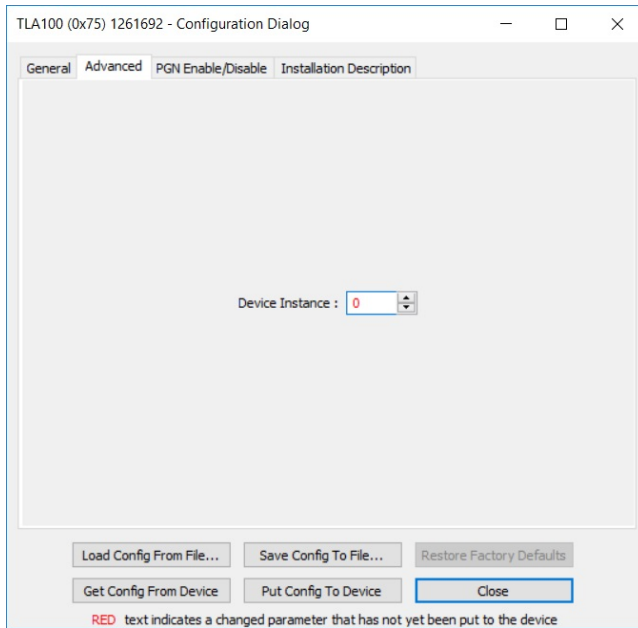 TLA100 (0x75) 1261692 - Configuration Dialog
General Advanced PGN Enable/Disable Installation Description
Device Instance : 0
Load Config From File... Save Config To File... Restore Factory Defaults
Get Config From Device Put Config To Device Close
RED text indicates a changed parameter that has not yet been put to the device